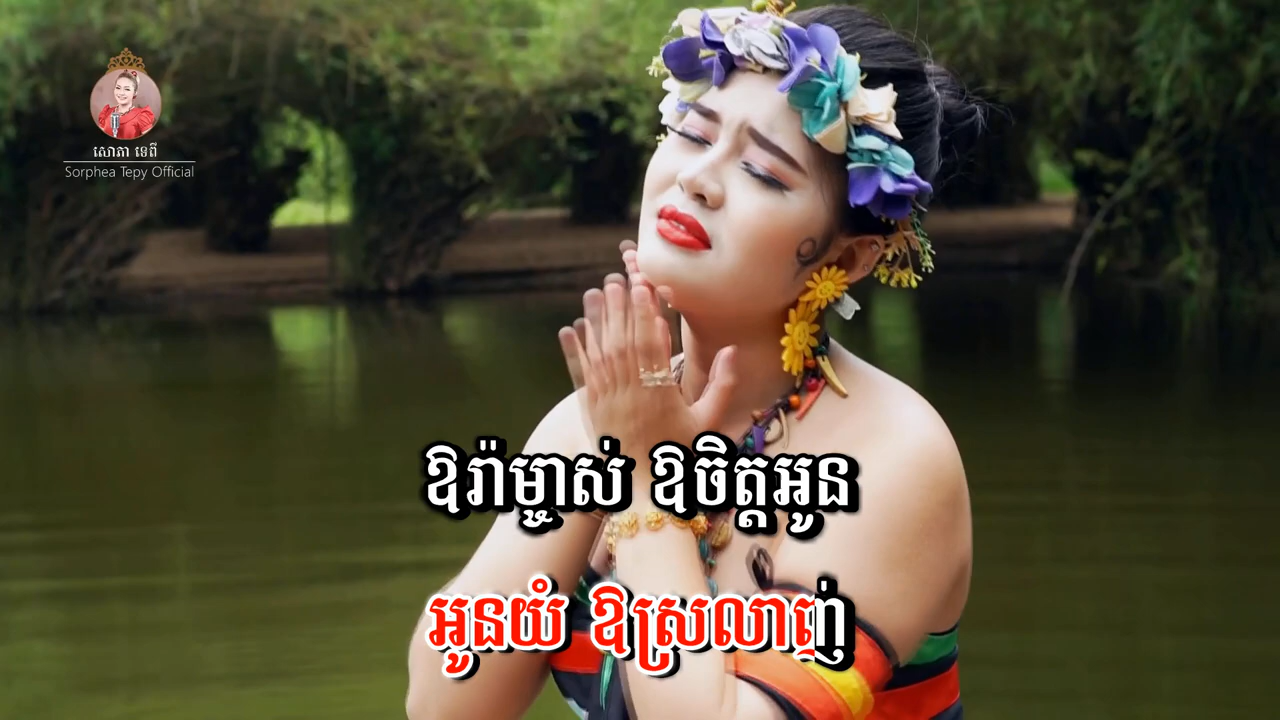 សោភា ទេពី
Sorphea Tepy Official
ឱរ៉ាម្ចាស់ ឱចិត្តអូន
អូនយំ ឱស្រលាញ់